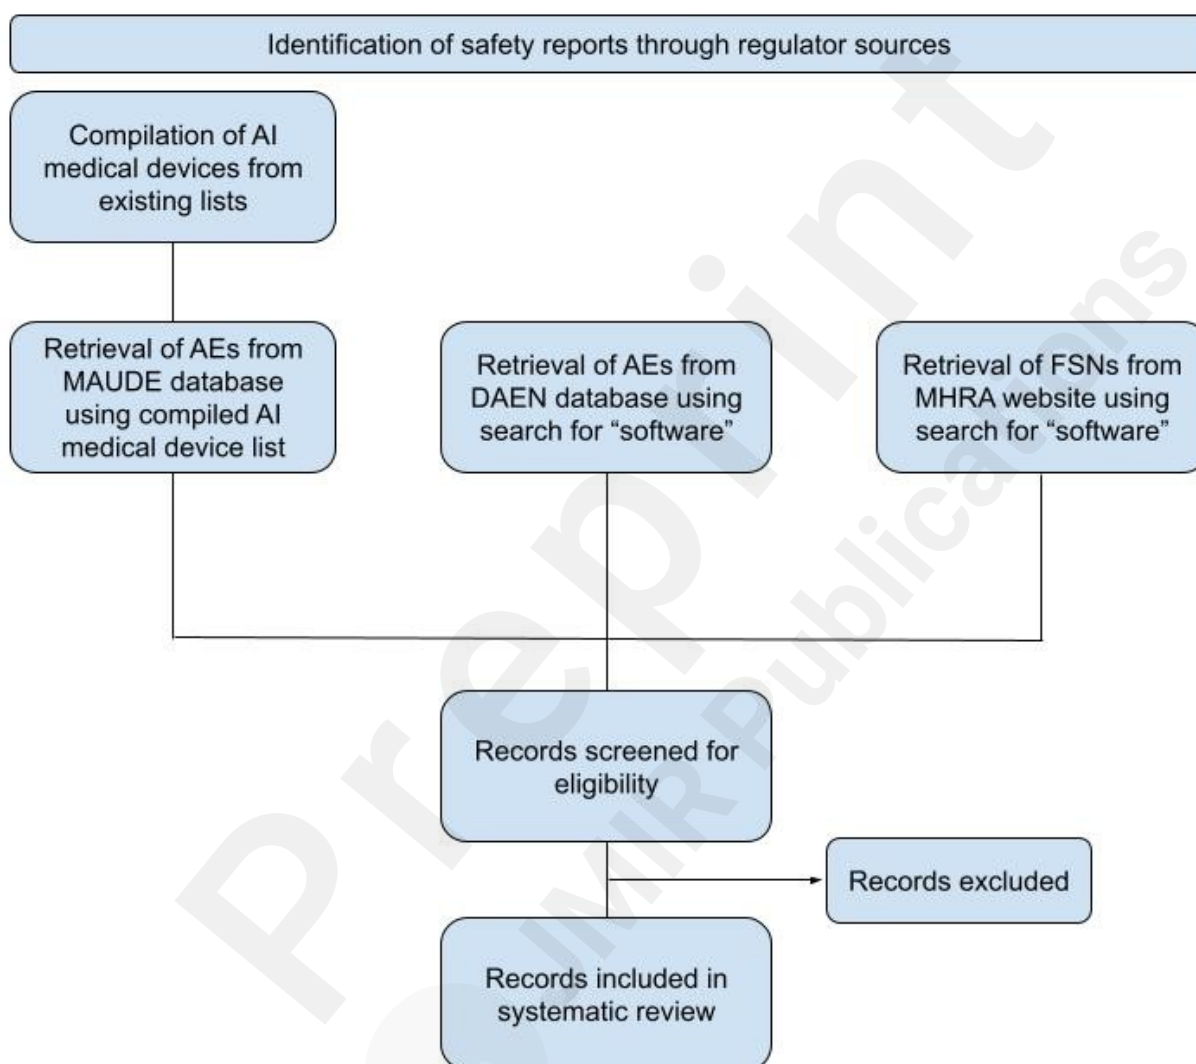 Identification of safety reports through regulator sources
Compilation of AI
medical devices from
existing lists
Retrieval of AEs from
MAUDE database
using compiled AI
medical device list
Retrieval of AEs from
DAEN database using
search for “software”
Retrieval of FSNs from
MHRA website using
search for “software”
Records screened for
eligibility
Records excluded
Records included in
systematic review
Preprint
JMIR Publications